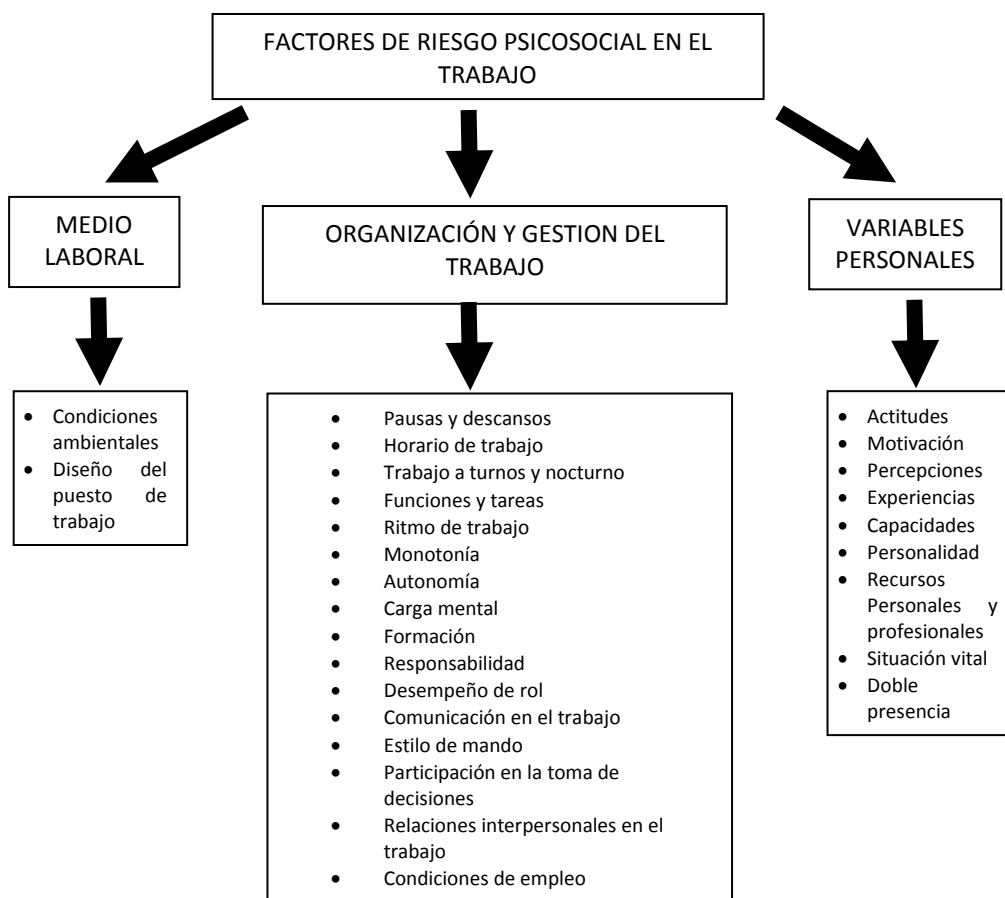 FACTORES DE RIESGO PSICOSOCIAL EN EL
TRABAJO
MEDIO
LABORAL
ORGANIZACIÓN Y GESTION DEL
TRABAJO
VARIABLES
PERSONALES
• Condiciones
ambientales
• Diseño del
puesto de
trabajo
• Pausas y descansos
• Horario de trabajo
• Trabajo a turnos y nocturno
• Funciones y tareas
• Ritmo de trabajo
• Monotonía
• Autonomía
• Carga mental
• Formación
• Responsabilidad
• Desempeño de rol
• Comunicación en el trabajo
• Estilo de mando
• Participación en la toma de
decisiones
• Relaciones interpersonales en el
trabajo
• Condiciones de empleo
• Actitudes
• Motivación
• Percepciones
• Experiencias
• Capacidades
• Personalidad
• Recursos
Personales y
profesionales
• Situación vital
• Doble
presencia